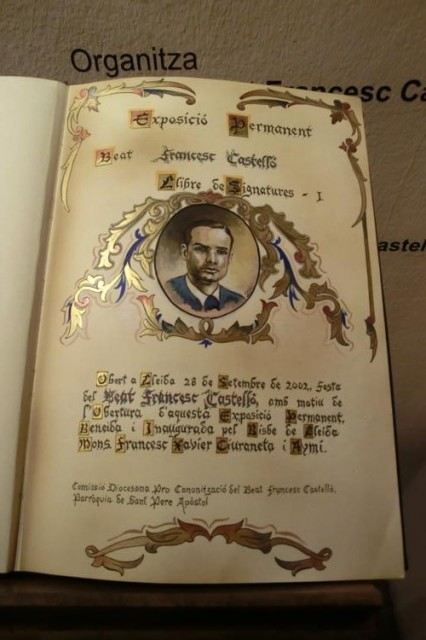 Organitza
Francesc Ca
astel
Exposició Permanent
Beat Francesc Castelló
Llibre de Signatures - I
Obert a Lleida 28 de Setembre de 2002, Festa
del Beat Francesc Castelló, amb motiu de
l'Obertura d'aquesta Exposició Permanent,
Beneïda i Inaugurada pel Bisbe de Lleida
Mons. Francesc Xavier Ciuraneta i Aymí.
Comissió Diocesana Pro Canonització del Beat Francesc Castelló.
Parròquia de Sant Pere Apòstol